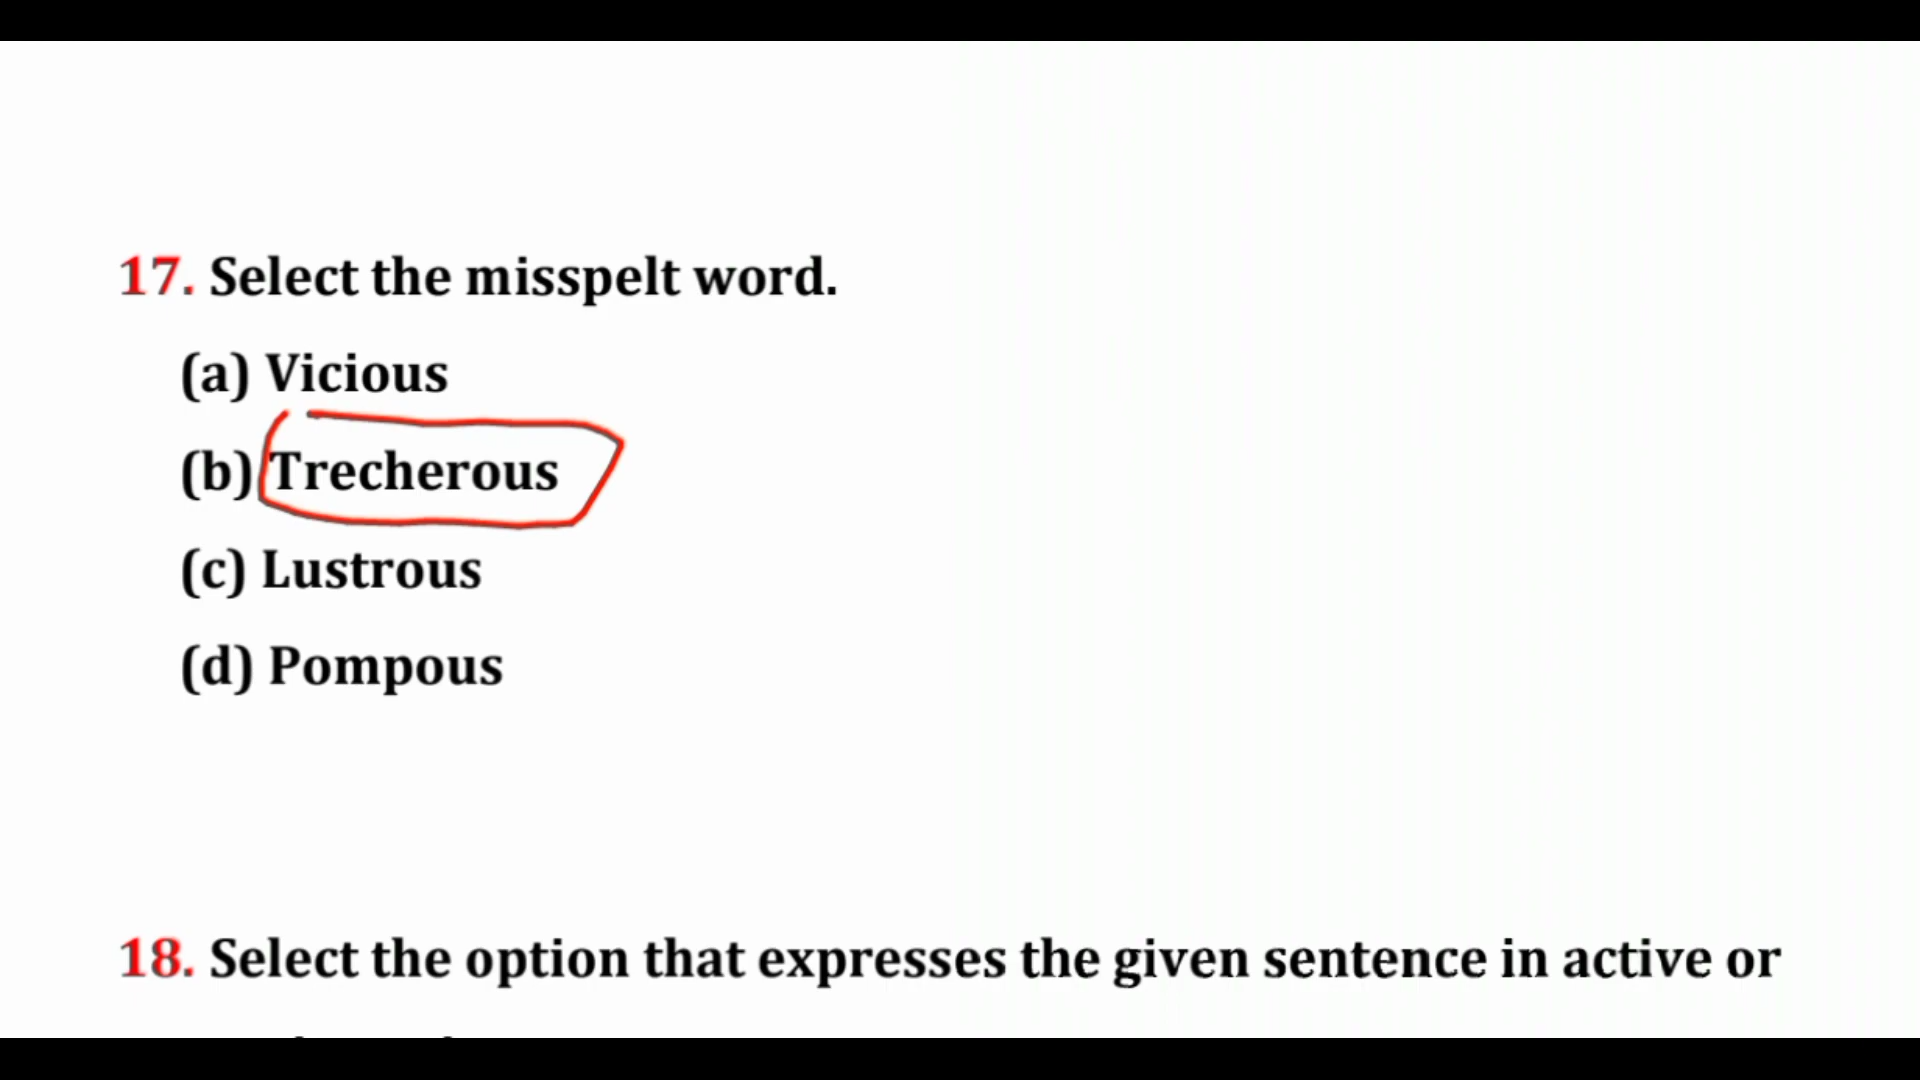 17. Select the misspelt word.
(a) Vicious
(b) Trecherous
(c) Lustrous
(d) Pompous
18. Select the option that expresses the given sentence in active or